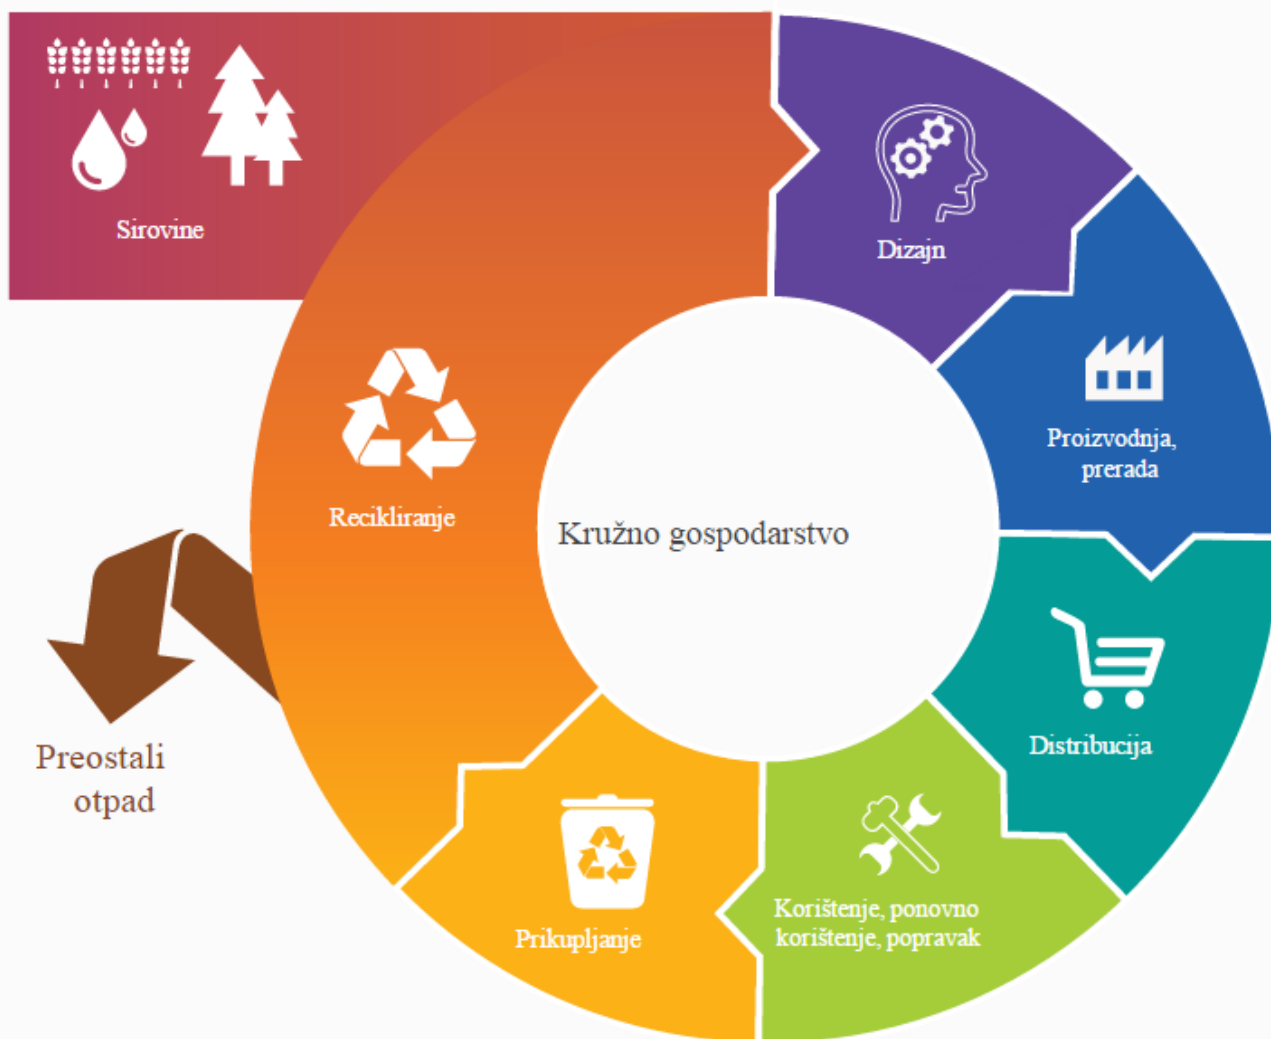 Sirovine
Dizajn
Proizvodnja,
prerada
Recikliranje
Kružno gospodarstvo
Distribucija
Preostali
otpad
Korištenje, ponovno
korištenje, popravak
Prikupljanje